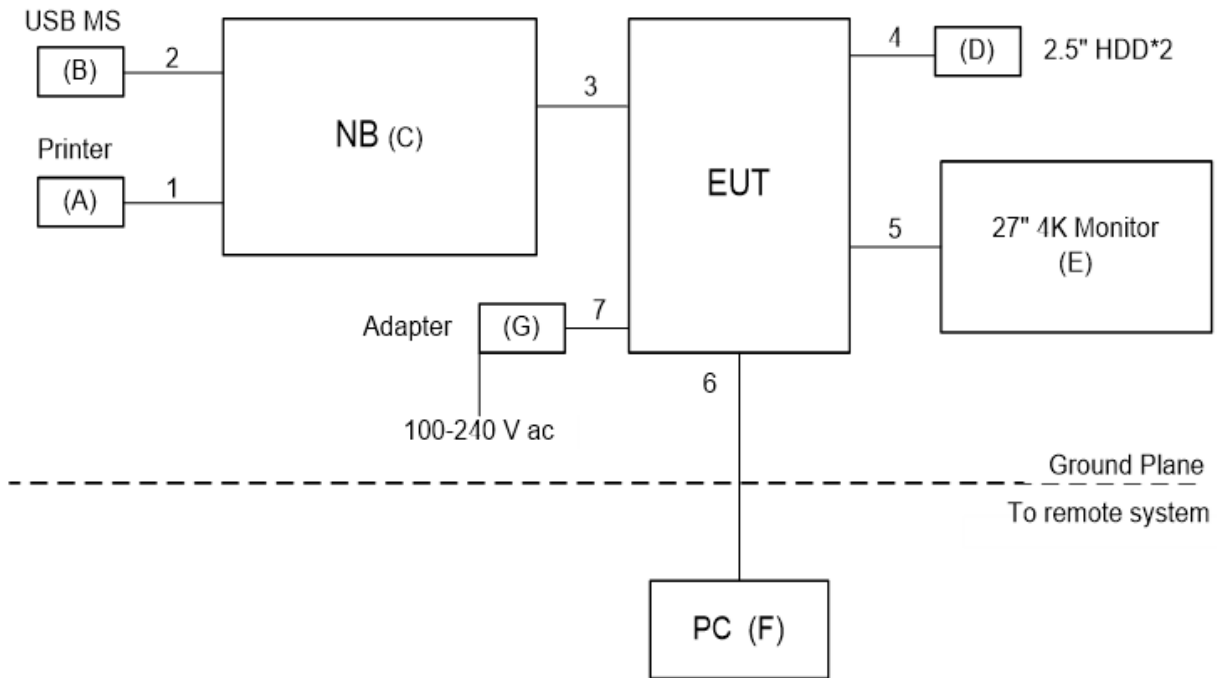 USB MS
(B)
2
Printer
(A)
1
NB (C)
3
EUT
4
(D)
2.5" HDD*2
5
27" 4K Monitor
(E)
Adapter
(G)
7
100-240 V ac
6
Ground Plane
To remote system
PC (F)